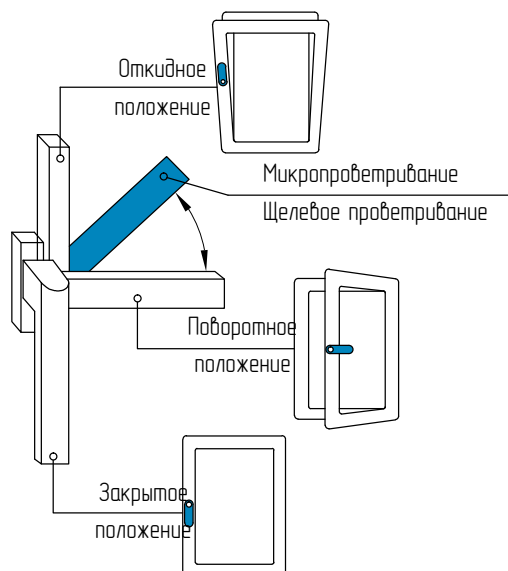 Откидное
положение
Микропроветривание
Щелевое проветривание
Поворотное
положение
Закрытое
положение